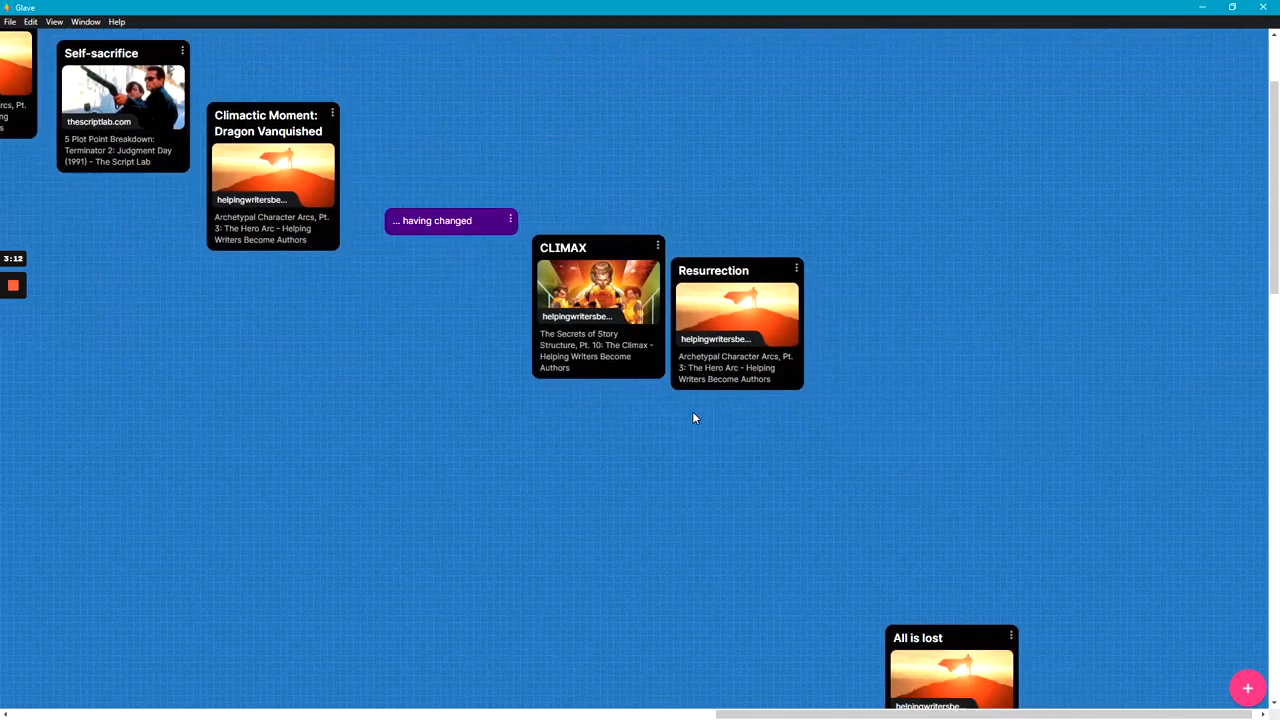 Glave
File Edit View Window Help
rcs, Pt.
s
Self-sacrifice
thescriptlab.com
5 Plot Point Breakdown:
Terminator 2: Judgment Day
(1991) - The Script Lab
Climactic Moment:
Dragon Vanquished
helpingwritersbe...
Archetypal Character Arcs, Pt.
3: The Hero Arc - Helping
Writers Become Authors
... having changed
3:12
CLIMAX
helpingwritersbe...
The Secrets of Story
Structure, Pt. 10: The Climax -
Helping Writers Become
Authors
Resurrection
helpingwritersbe...
Archetypal Character Arcs, Pt.
3: The Hero Arc - Helping
Writers Become Authors
All is lost
helpingwritersbe...